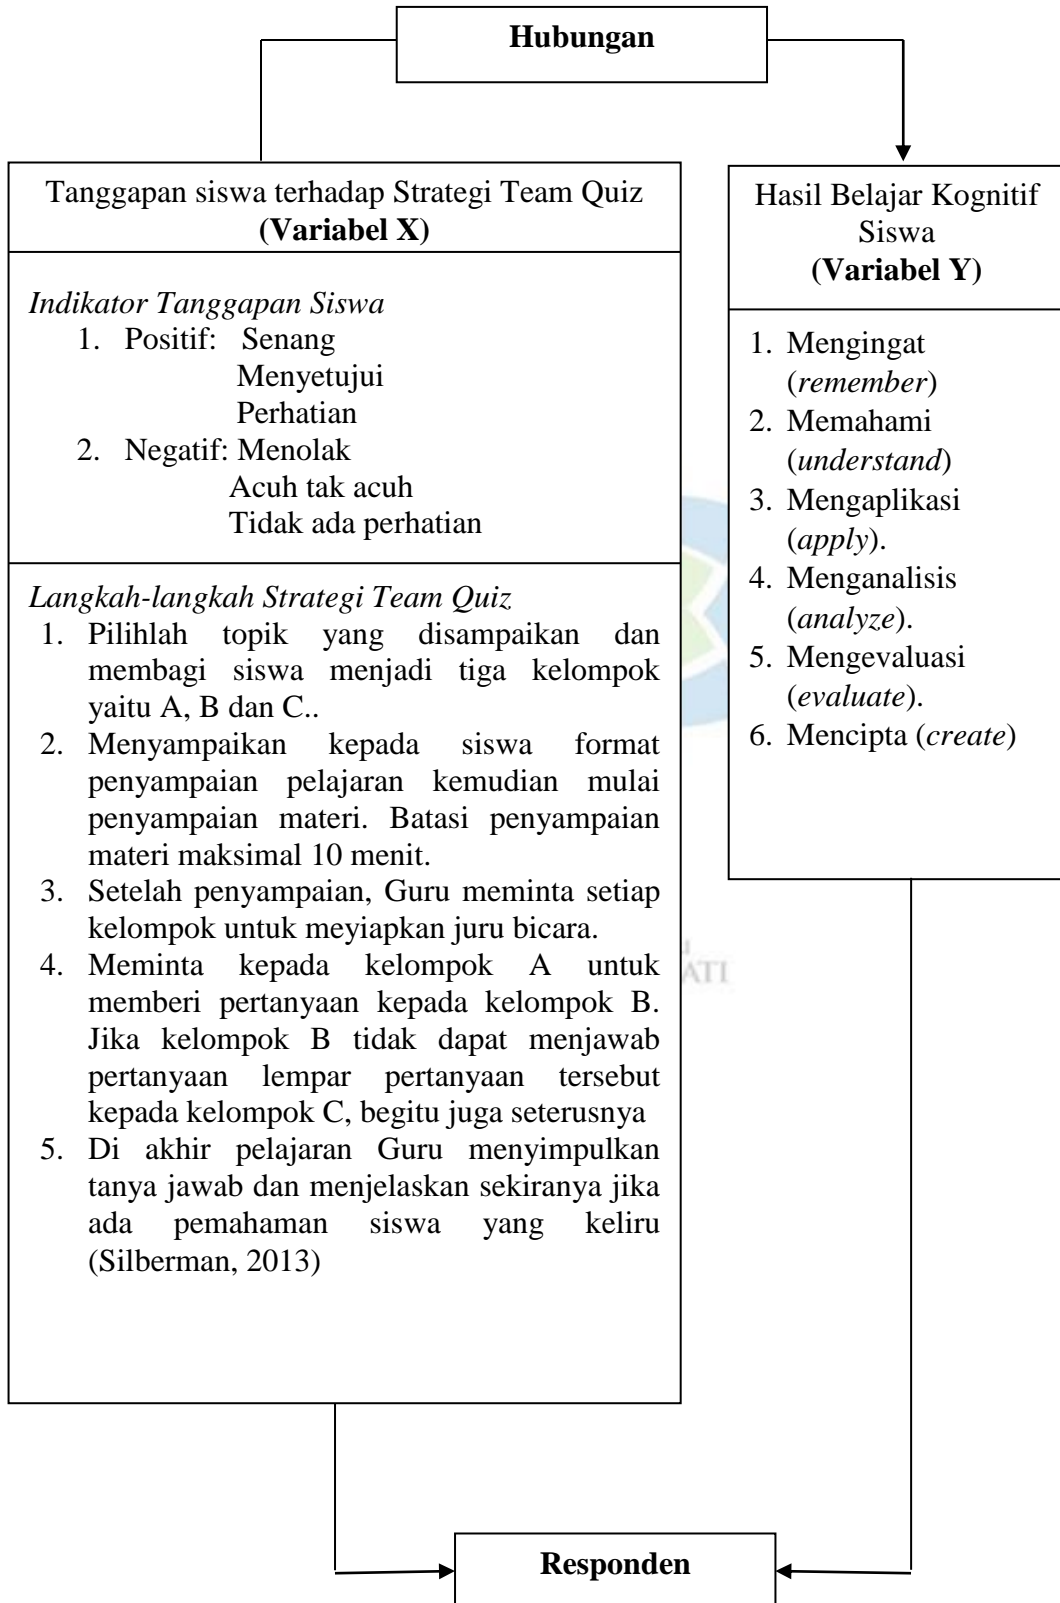 Hubungan
Tanggapan siswa terhadap Strategi Team Quiz
(Variabel X)
Indikator Tanggapan Siswa
1. Positif: Senang
Menyetujui
Perhatian
2. Negatif: Menolak
Acuh tak acuh
Tidak ada perhatian
Langkah-langkah Strategi Team Quiz
1. Pilihlah topik yang disampaikan dan
membagi siswa menjadi tiga kelompok
yaitu A, B dan C..
2. Menyampaikan kepada siswa format
penyampaian pelajaran kemudian mulai
penyampaian materi. Batasi penyampaian
materi maksimal 10 menit.
3. Setelah penyampaian, Guru meminta setiap
kelompok untuk meyiapkan juru bicara.
4. Meminta kepada kelompok A untuk
memberi pertanyaan kepada kelompok B.
Jika kelompok B tidak dapat menjawab
pertanyaan lempar pertanyaan tersebut
kepada kelompok C, begitu juga seterusnya
5. Di akhir pelajaran Guru menyimpulkan
tanya jawab dan menjelaskan sekiranya jika
ada pemahaman siswa yang keliru
(Silberman, 2013)
Hasil Belajar Kognitif
Siswa
(Variabel Y)
1. Mengingat
(remember)
2. Memahami
(understand)
3. Mengaplikasi
(apply).
4. Menganalisis
(analyze).
5. Mengevaluasi
(evaluate).
6. Mencipta (create)
ATI
Responden